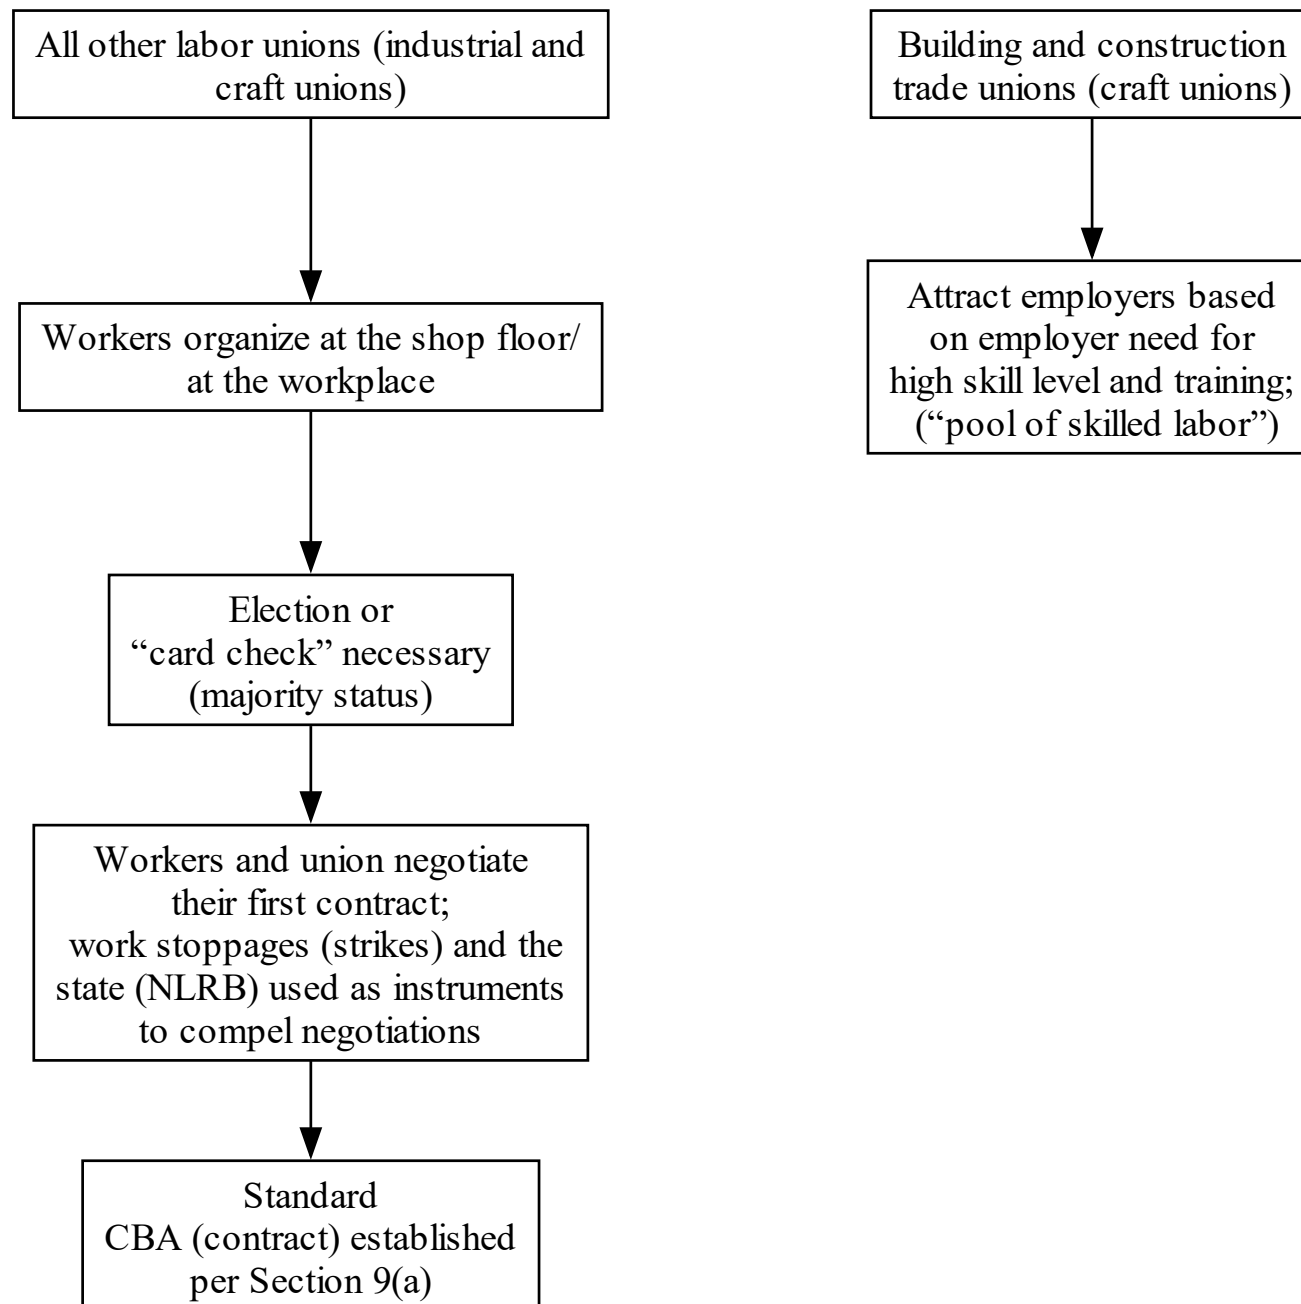 All other labor unions (industrial and
craft unions)
Workers organize at the shop floor/
at the workplace
Election or
“card check” necessary
(majority status)
Workers and union negotiate
their first contract;
work stoppages (strikes) and the
state (NLRB) used as instruments
to compel negotiations
Standard
CBA (contract) established
per Section 9(a)
Building and construction
trade unions (craft unions)
Attract employers based
on employer need for
high skill level and training;
(“pool of skilled labor”)